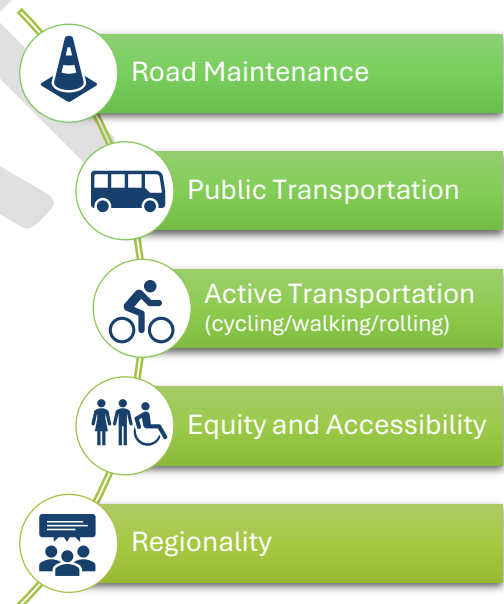 Road Maintenance
Public Transportation
Active Transportation
(cycling/walking/rolling)
Equity and Accessibility
Regionality